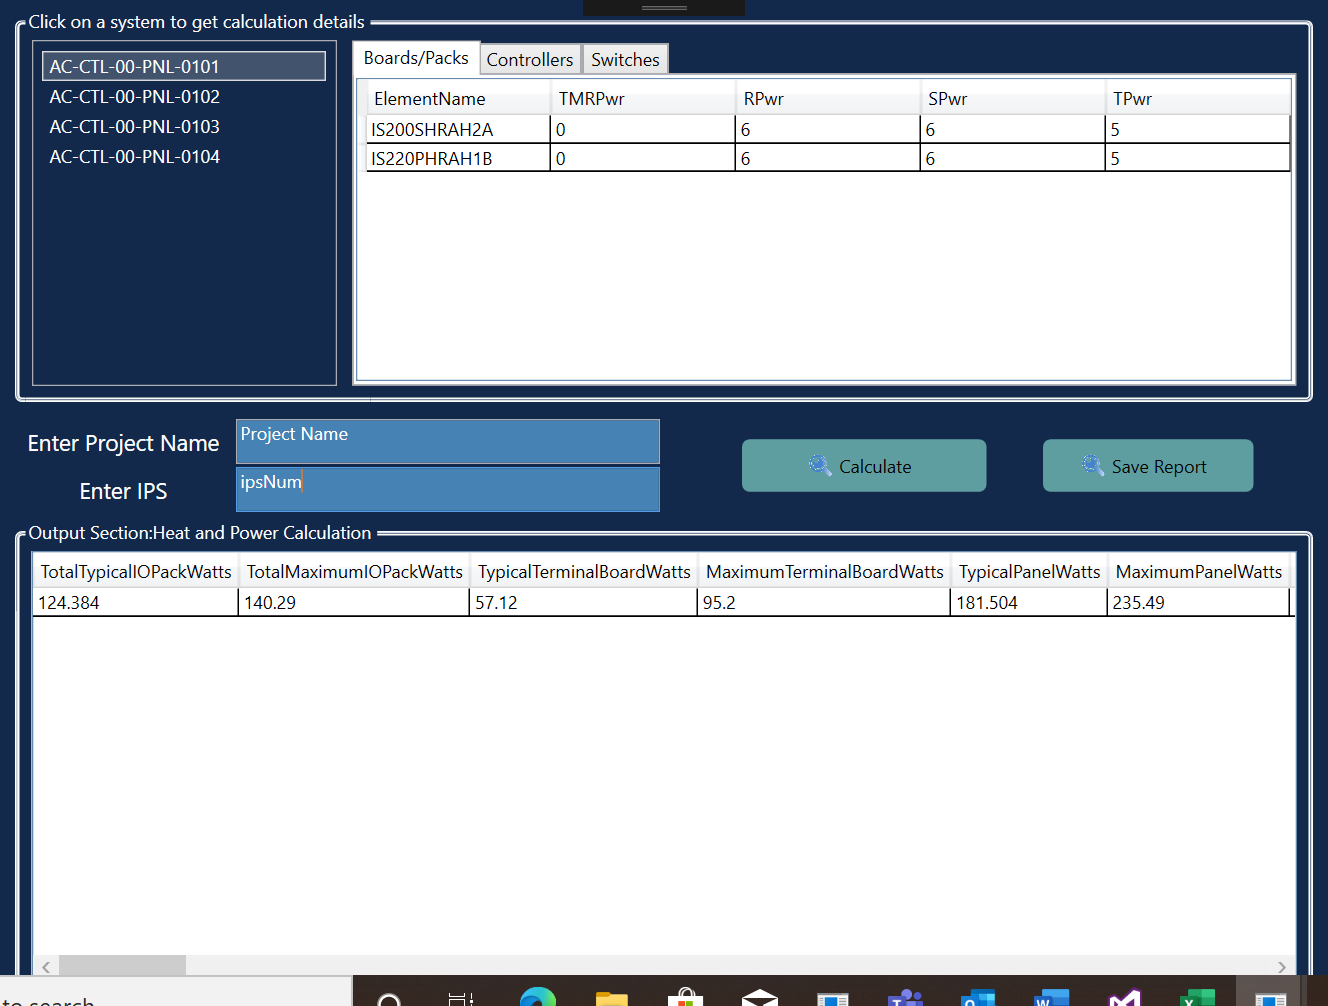 Click on a system to get calculation details
AC-CTL-00-PNL-0101
AC-CTL-00-PNL-0102
AC-CTL-00-PNL-0103
AC-CTL-00-PNL-0104
Boards/Packs Controllers Switches
ElementName TMRPwr RPwr SPwr TPwr
IS200SHRAH2A 0 6 6 5
IS220PHRAH1B 0 6 6 5
Enter Project Name Project Name
Enter IPS ipsNum
Calculate Save Report
Output Section:Heat and Power Calculation
TotalTypicalIOPackWatts TotalMaximumIOPackWatts TypicalTerminalBoardWatts MaximumTerminalBoardWatts TypicalPanelWatts MaximumPanelWatts
124.384 140.29 57.12 95.2 181.504 235.49
to search